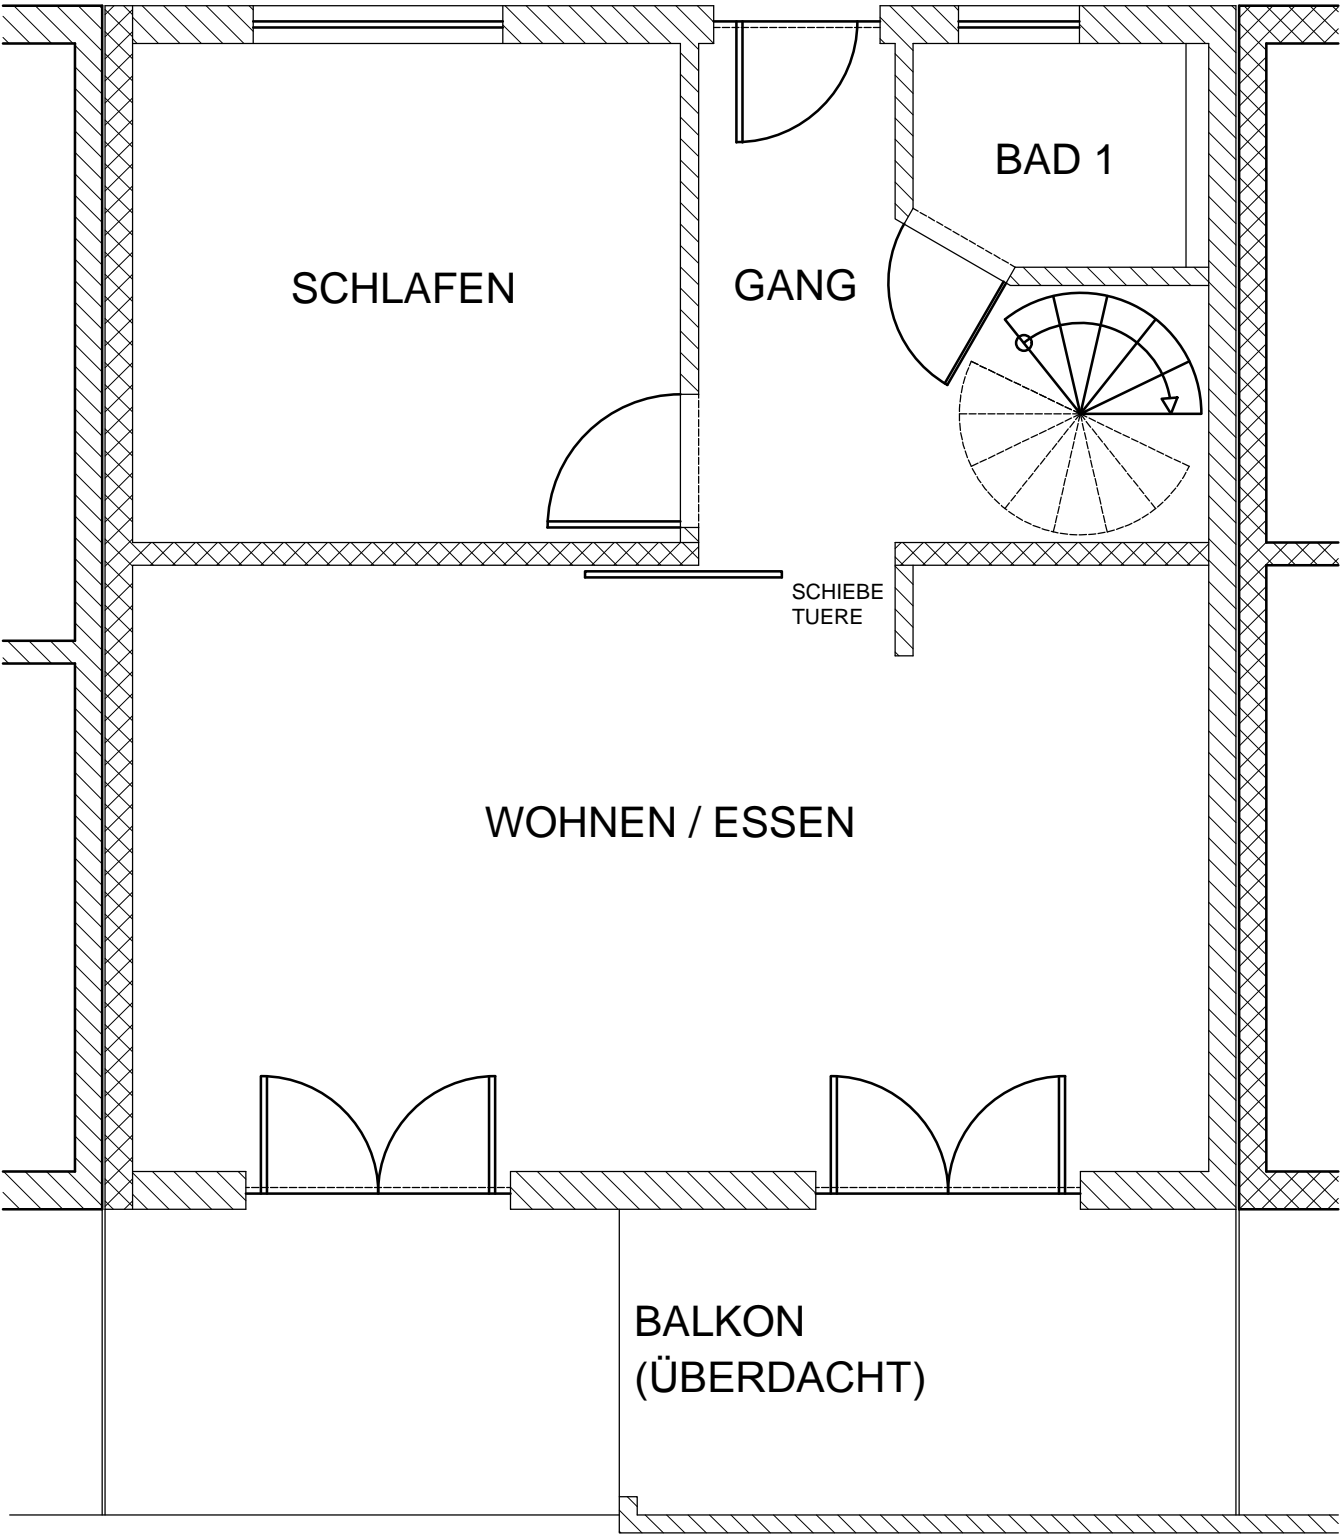 BAD 1
SCHLAFEN
GANG
SCHIEBE
TUERE
WOHNEN / ESSEN
BALKON
(ÜBERDACHT)